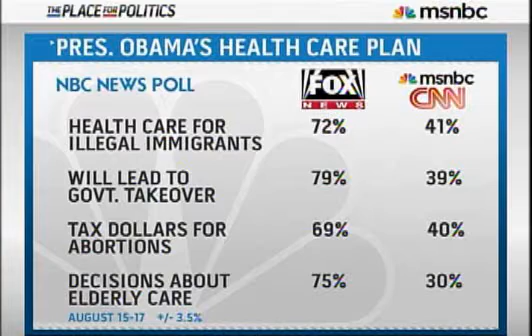 THE PLACE FOR POLITICS
msnbc
PRES. OBAMA'S HEALTH CARE PLAN
NBC NEWS POLL
FOX
NEWS
msnbc
CNN
HEALTH CARE FOR
ILLEGAL IMMIGRANTS
72% 41%
WILL LEAD TO
GOVT. TAKEOVER
79% 39%
TAX DOLLARS FOR
ABORTIONS
69% 40%
DECISIONS ABOUT
ELDERLY CARE
75% 30%
AUGUST 15-17 +/- 3.5%